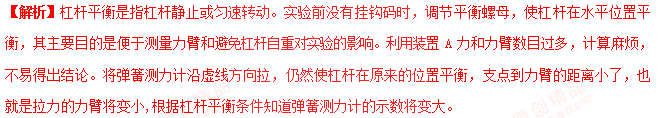 【解析】杠杆平衡是指杠杆静止或匀速转动。实验前没有挂钩码时，调节平衡螺母，使杠杆在水平位置平
衡，其主要目的是便于测量力臂和避免杠杆自重对实验的影响。利用装置 A 力和力臂数目过多，计算麻烦，
不易得出结论。将弹簧测力计沿虚线方向拉，仍然使杠杆在原来的位置平衡，支点到力臂的距离小了，也
就是拉力的力臂将变小,根据杠杆平衡条件知道弹簧测力计的示数将变大。